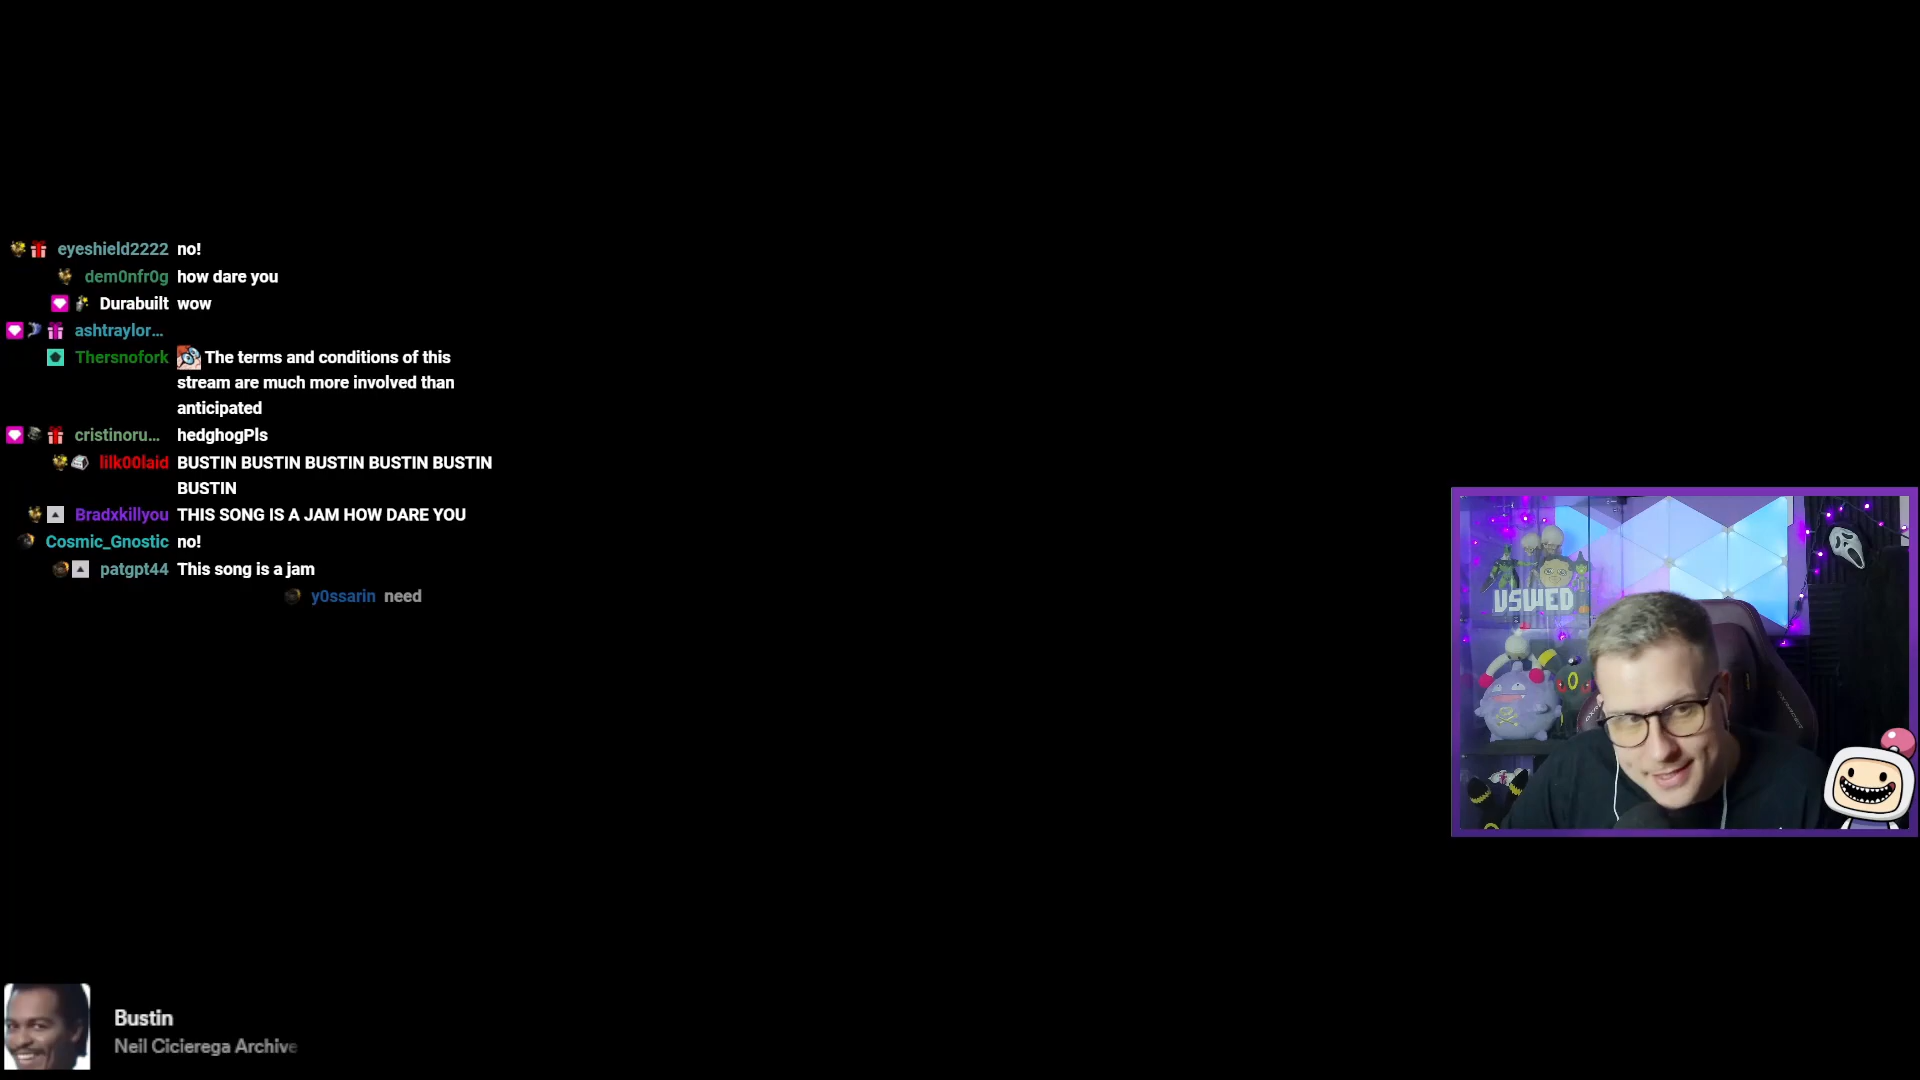 eyeshield2222 no!
dem0nfr0g how dare you
Durabuilt wow
ashtraylor...
Thersnofork The terms and conditions of this
stream are much more involved than
anticipated
cristinoru... hedghogPls
lilk00laid BUSTIN BUSTIN BUSTIN BUSTIN BUSTIN
BUSTIN
Bradxkillyou THIS SONG IS A JAM HOW DARE YOU
Cosmic_Gnostic no!
patgpt44 This song is a jam
y0ssarin need
USWED
Bustin
Neil Cicierega Archive